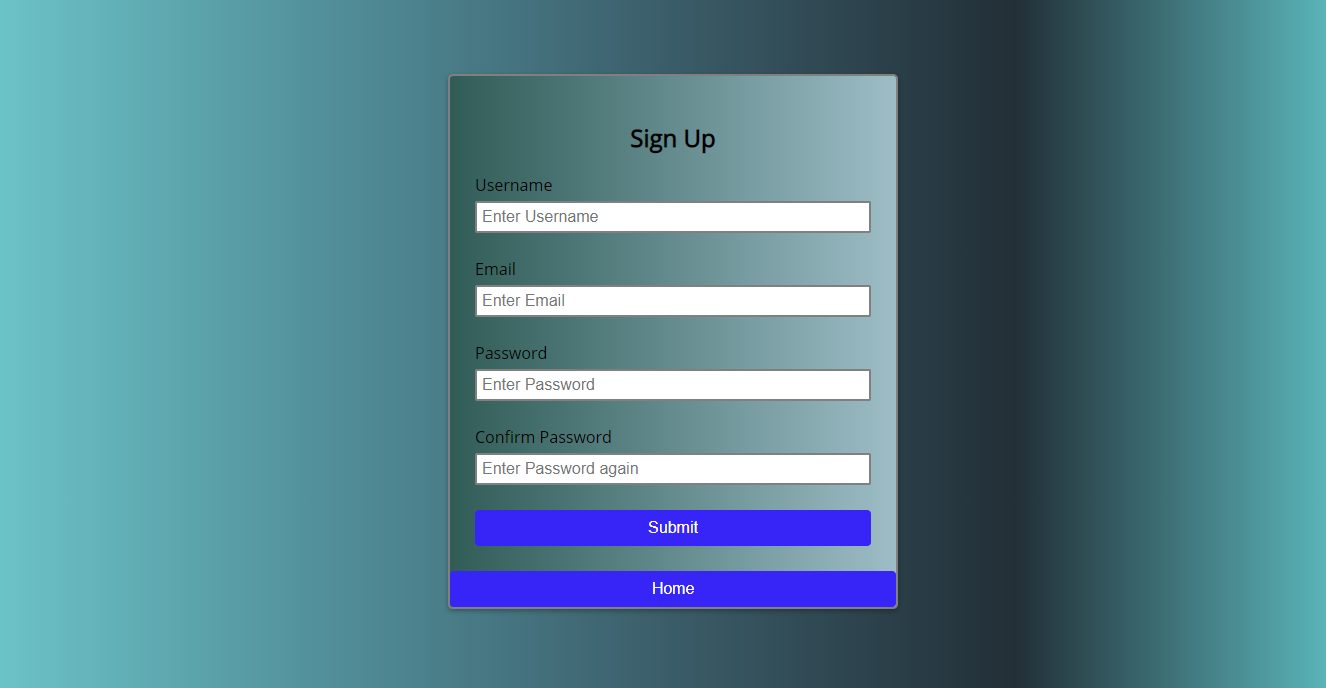 Sign Up
Username
Enter Username
Email
Enter Email
Password
Enter Password
Confirm Password
Enter Password again
Submit
Home